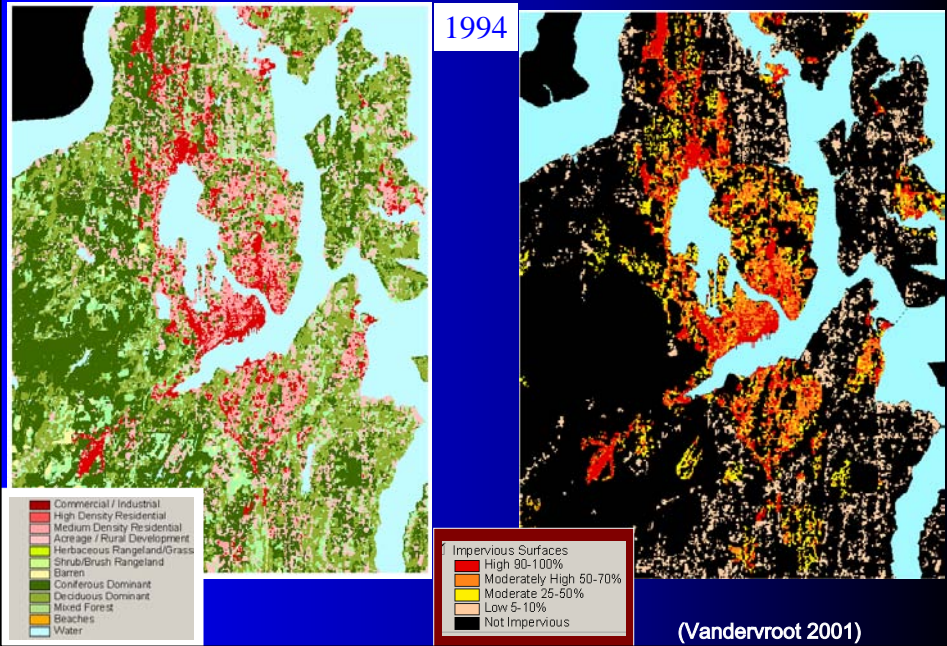 1994
Commercial / Industrial
High Density Residential
Medium Density Residential
Acreage / Rural Development
Herbaceous Rangeland/Grass
Shrub/Brush Rangeland
Barren
Coniferous Dominant
Deciduous Dominant
Mixed Forest
Beaches
Water
Impervious Surfaces
High 90-100%
Moderately High 50-70%
Moderate 25-50%
Low 5-10%
Not Impervious
(Vandervroot 2001)